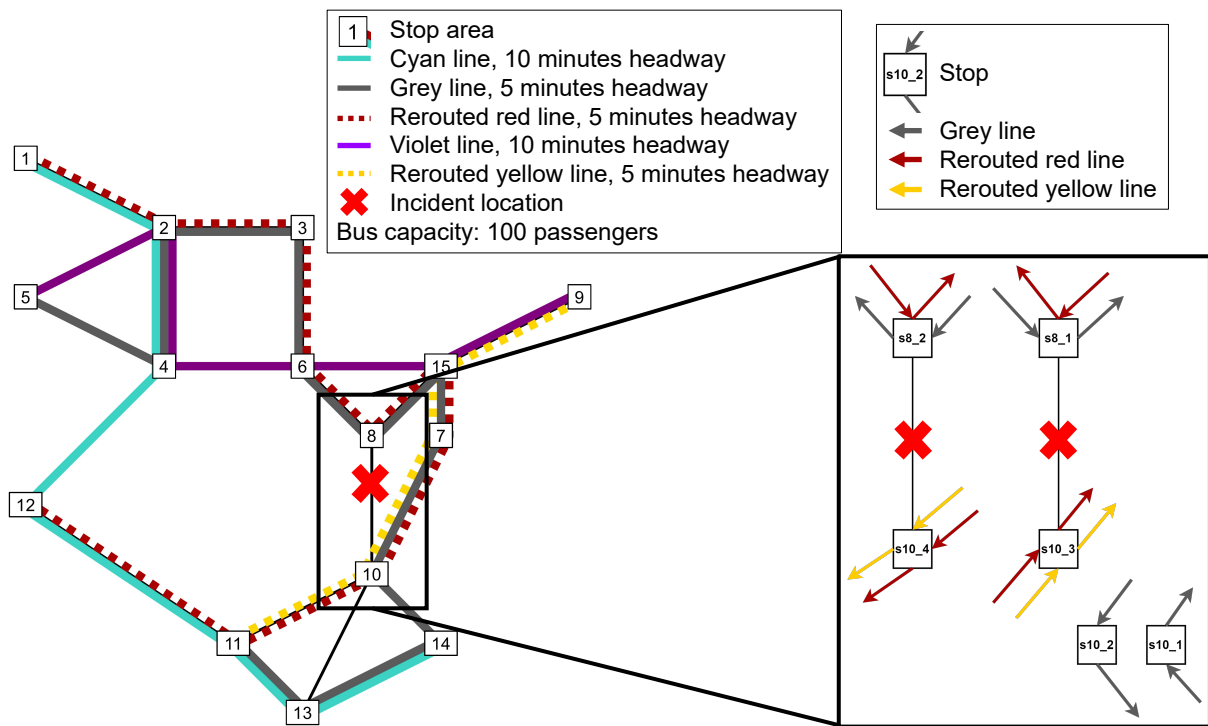 1 Stop area
Cyan line, 10 minutes headway
Grey line, 5 minutes headway
Rerouted red line, 5 minutes headway
Violet line, 10 minutes headway
Rerouted yellow line, 5 minutes headway
Incident location
Bus capacity: 100 passengers
s10_2 Stop
Grey line
Rerouted red line
Rerouted yellow line
1
2
3
5
9
4
6
15
8
7
12
10
11
14
13
s8_2
s8_1
s10_4
s10_3
s10_2
s10_1